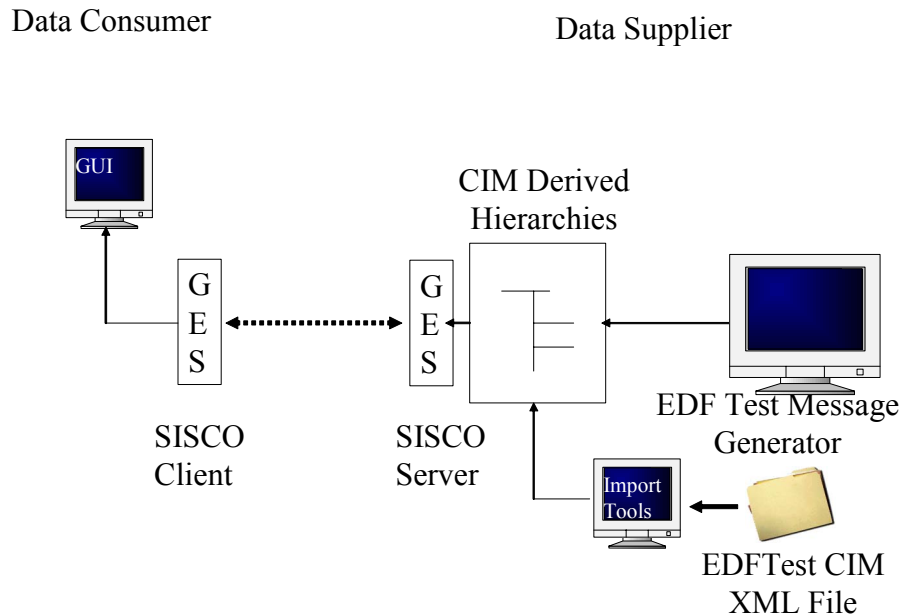 Data Consumer
Data Supplier
GUI
CIM Derived
Hierarchies
G
E
S
G
E
S
SISCO
Client
SISCO
Server
EDF Test Message
Generator
Import
Tools
EDFTest CIM
XML File